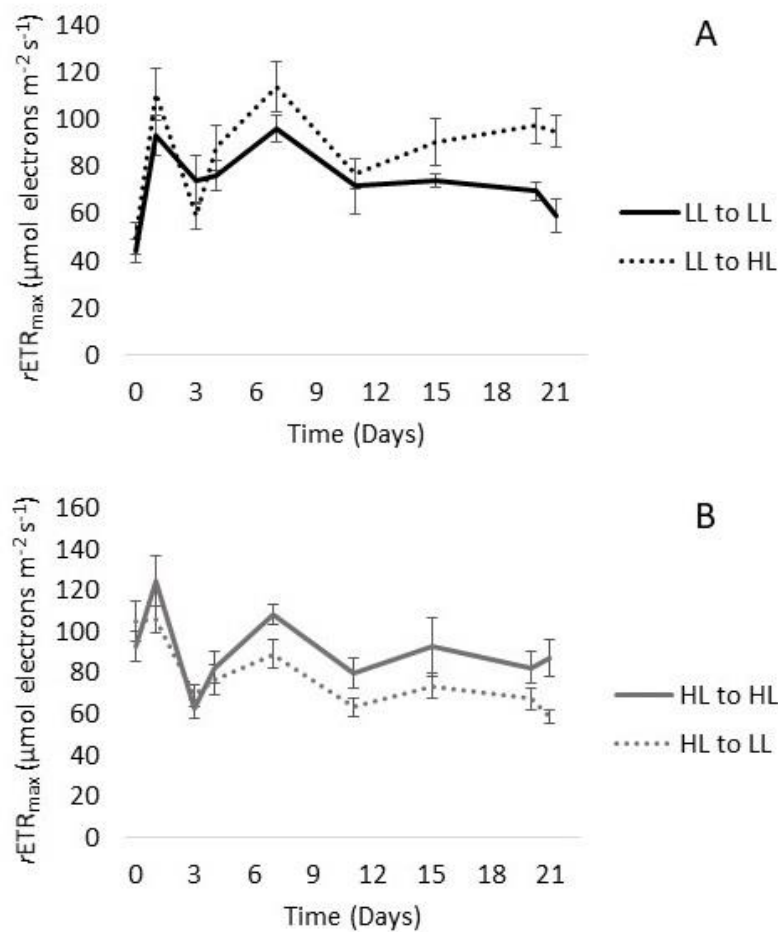 A
140
120
100
80
60
40
20
0
rETRmax (µmol electrons m⁻² s⁻¹)
0 3 6 9 12 15 18 21
Time (Days)
LL to LL
LL to HL
B
160
140
120
100
80
60
40
20
0
rETRmax (µmol electrons m⁻² s⁻¹)
0 3 6 9 12 15 18 21
Time (Days)
HL to HL
HL to LL